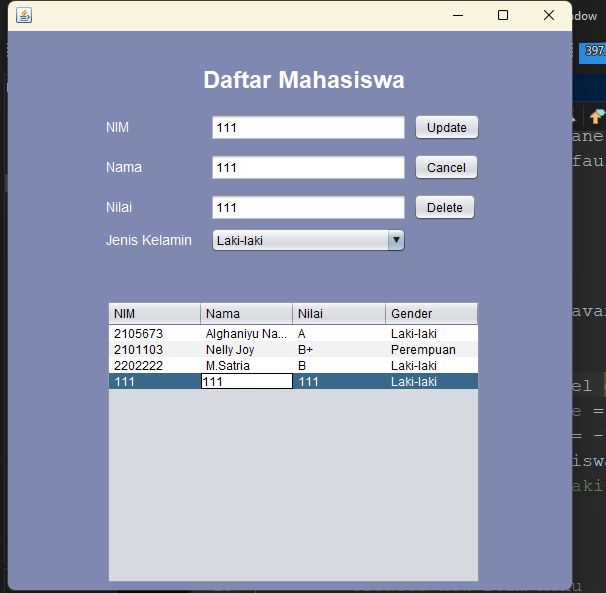 ndow
397
Daftar Mahasiswa
NIM 111 Update
Nama 111 Cancel
Nilai 111 Delete
Jenis Kelamin Laki-laki
NIM Nama Nilai Gender
2105673 Alghaniyu Na... A Laki-laki
2101103 Nelly Joy B+ Perempuan
2202222 M.Satria B Laki-laki
111 111 111 Laki-laki
ane
fau
ava
el
e =
= -
isw
aki